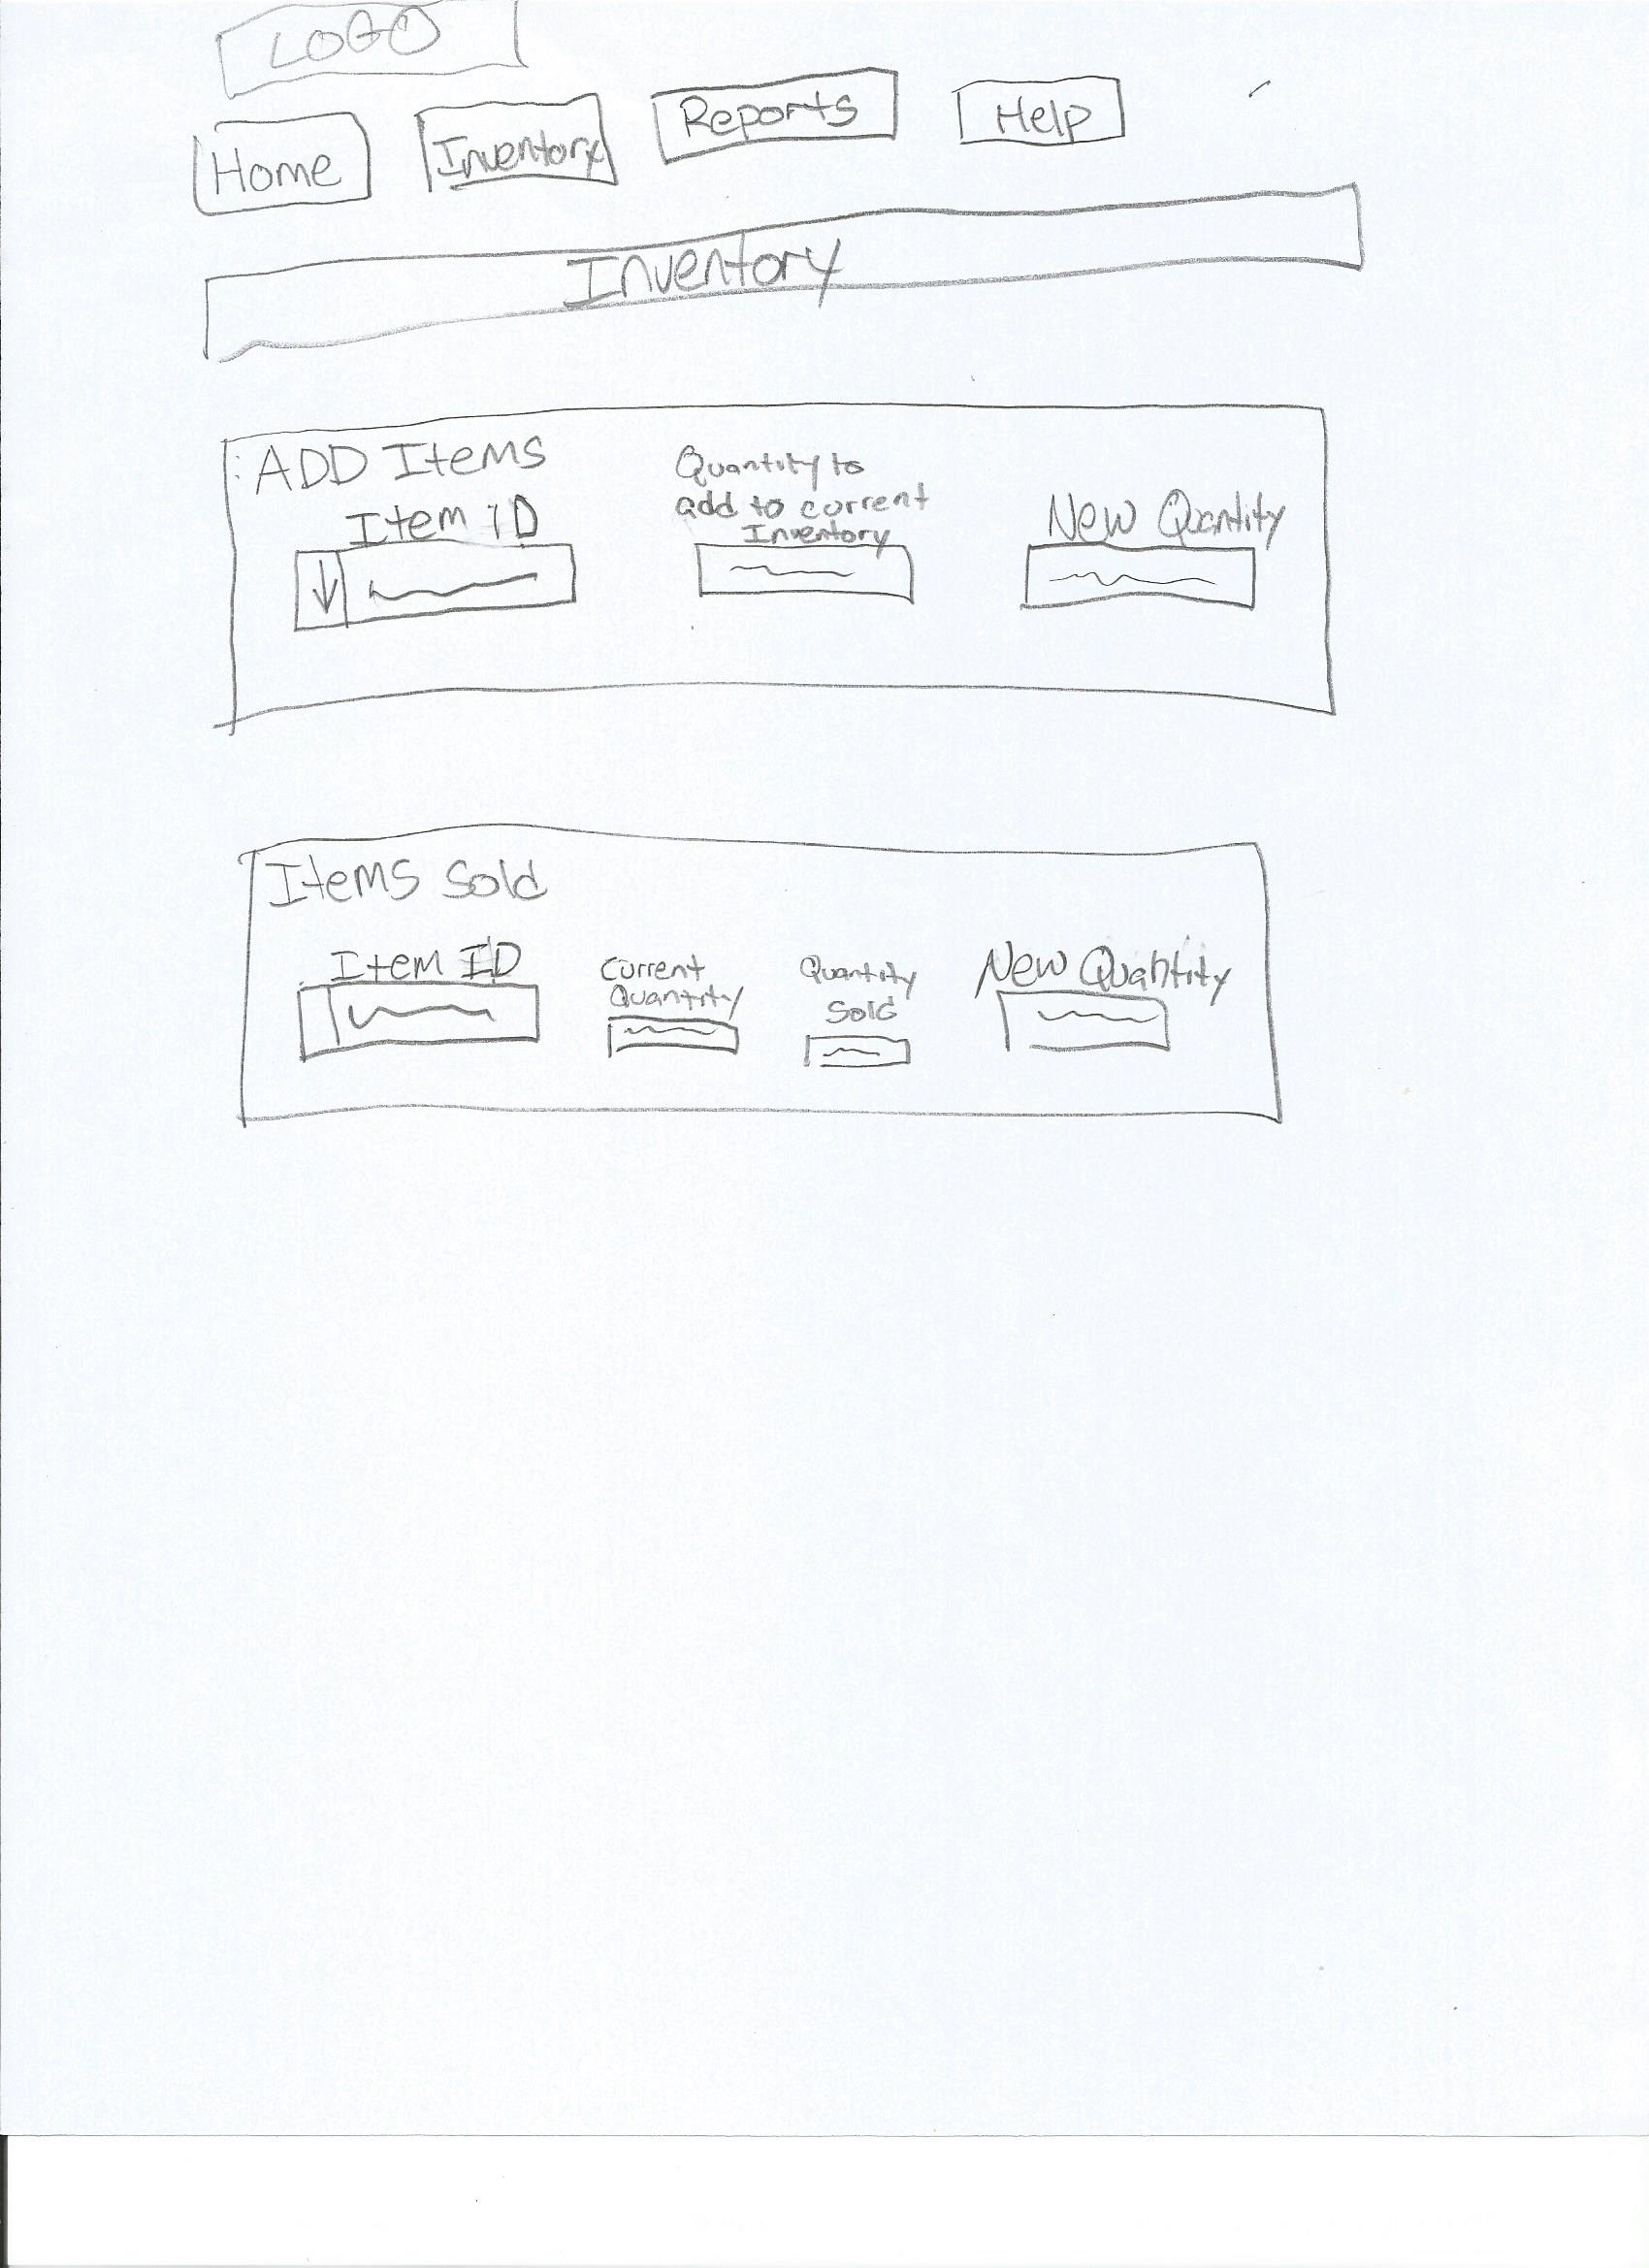 LOGO
Home Inventory Reports Help
Inventory
ADD Items
Item ID
Quantity to
add to current
Inventory
New Quantity
Items Sold
Item ID
Current
Quantity
Quantity
Sold
New Quantity